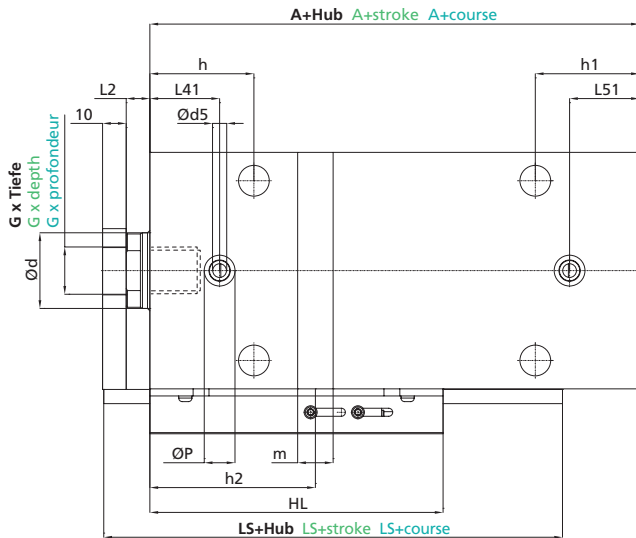 A+Hub A+stroke A+course
h
h1
L2
L41
L51
10
Ød5
G x Tiefe
G x depth
G x profondeur
Ød
ØP
m
h2
HL
LS+Hub LS+stroke LS+course